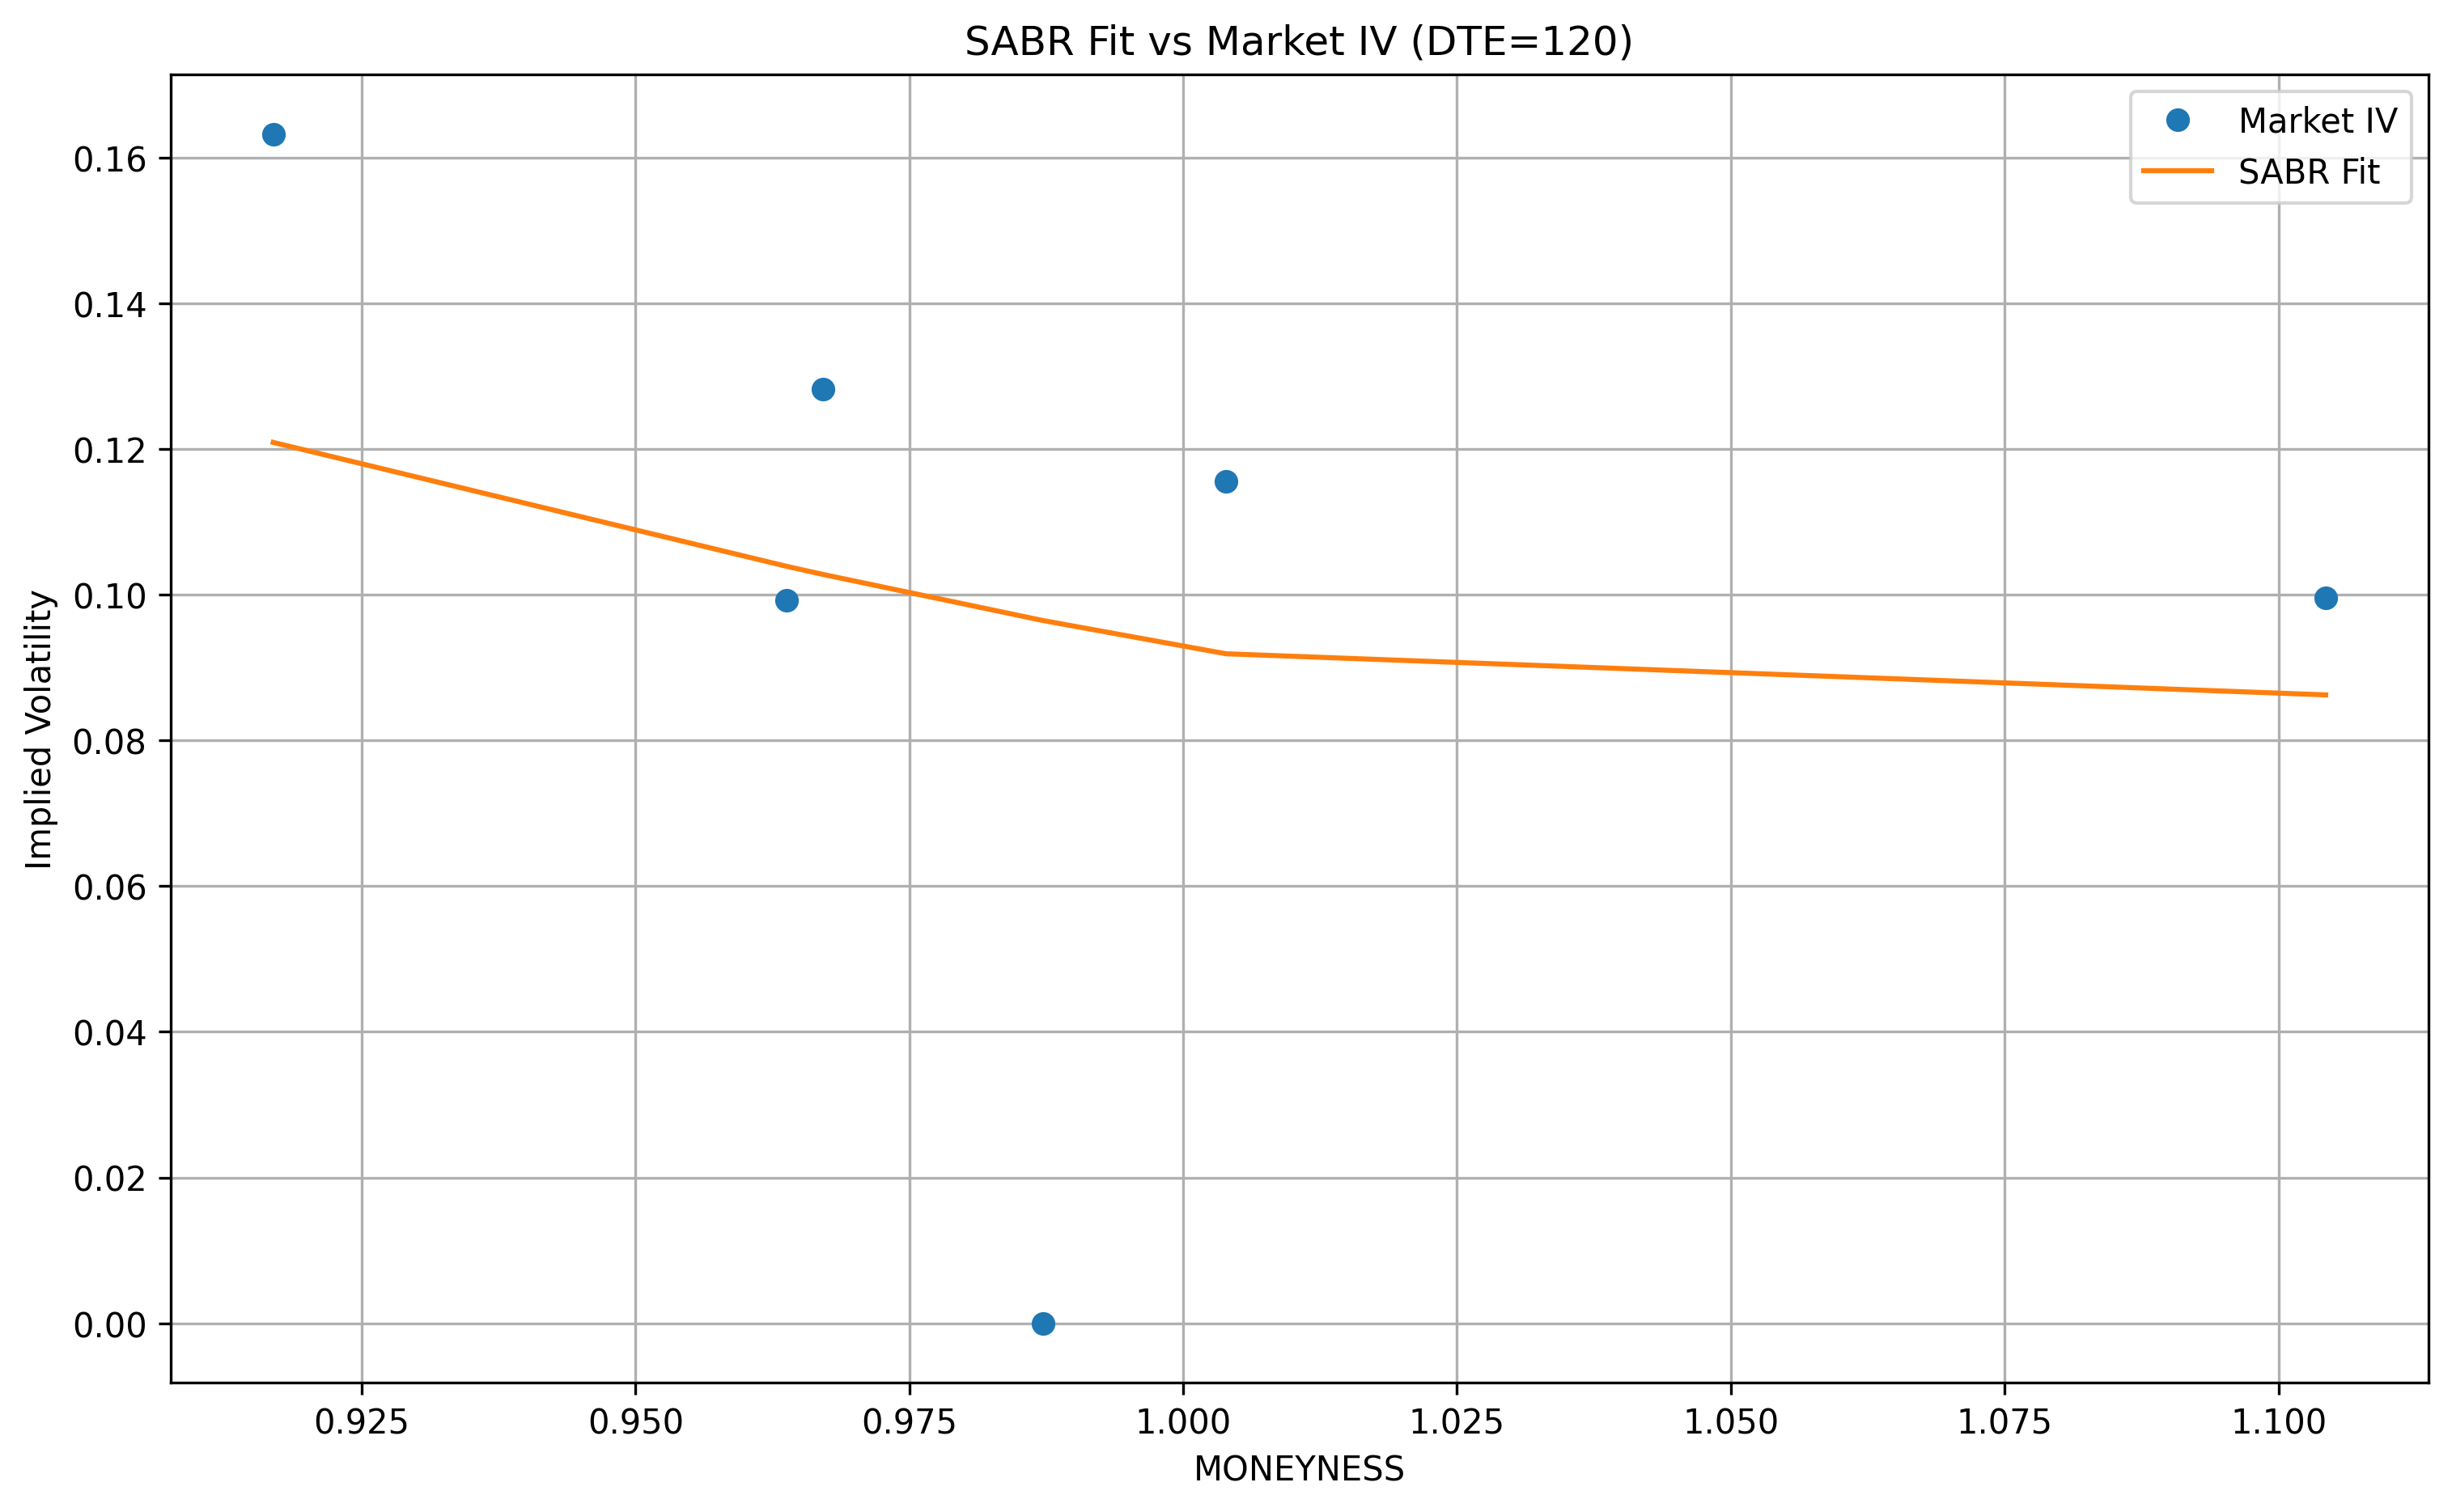 SABR Fit vs Market IV (DTE=120)
Market IV
SABR Fit
Implied Volatility
0.16
0.14
0.12
0.10
0.08
0.06
0.04
0.02
0.00
0.925 0.950 0.975 1.000 1.025 1.050 1.075 1.100
MONEYNESS